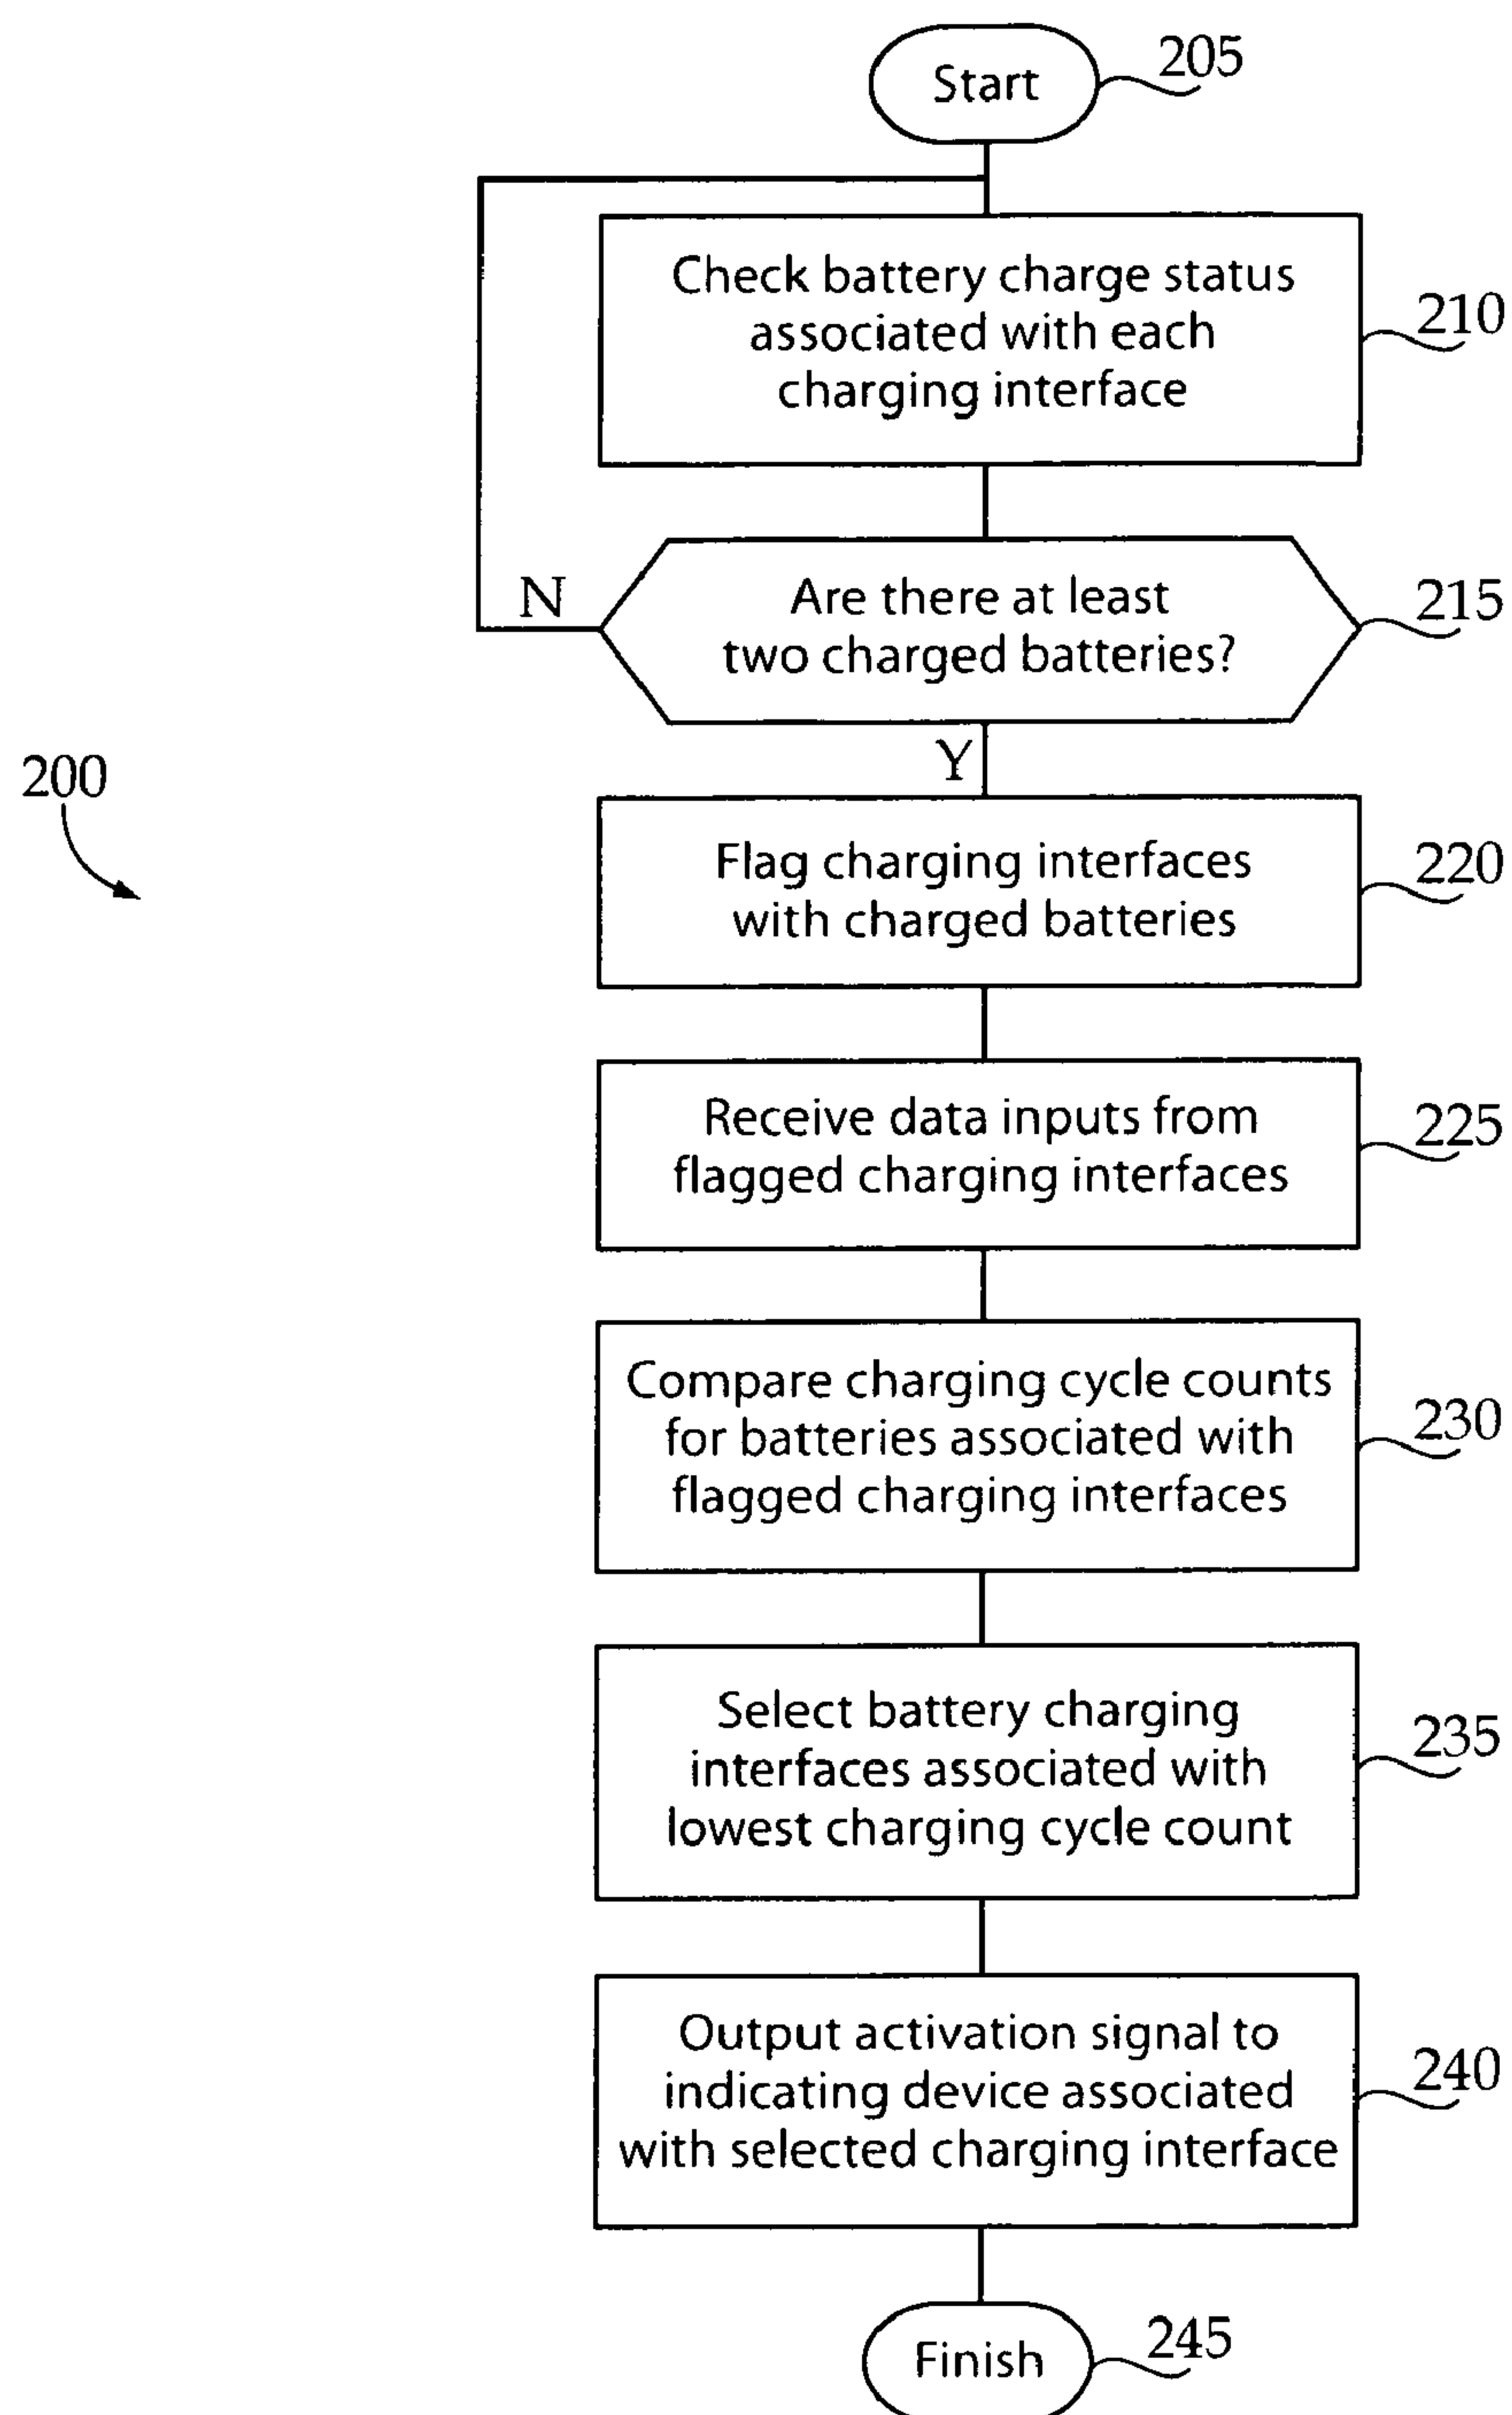 Start
205
Check battery charge status
associated with each
charging interface
210
N
Are there at least
two charged batteries?
215
Y
200
Flag charging interfaces
with charged batteries
220
Receive data inputs from
flagged charging interfaces
225
Compare charging cycle counts
for batteries associated with
flagged charging interfaces
230
Select battery charging
interfaces associated with
lowest charging cycle count
235
Output activation signal to
indicating device associated
with selected charging interface
240
Finish
245